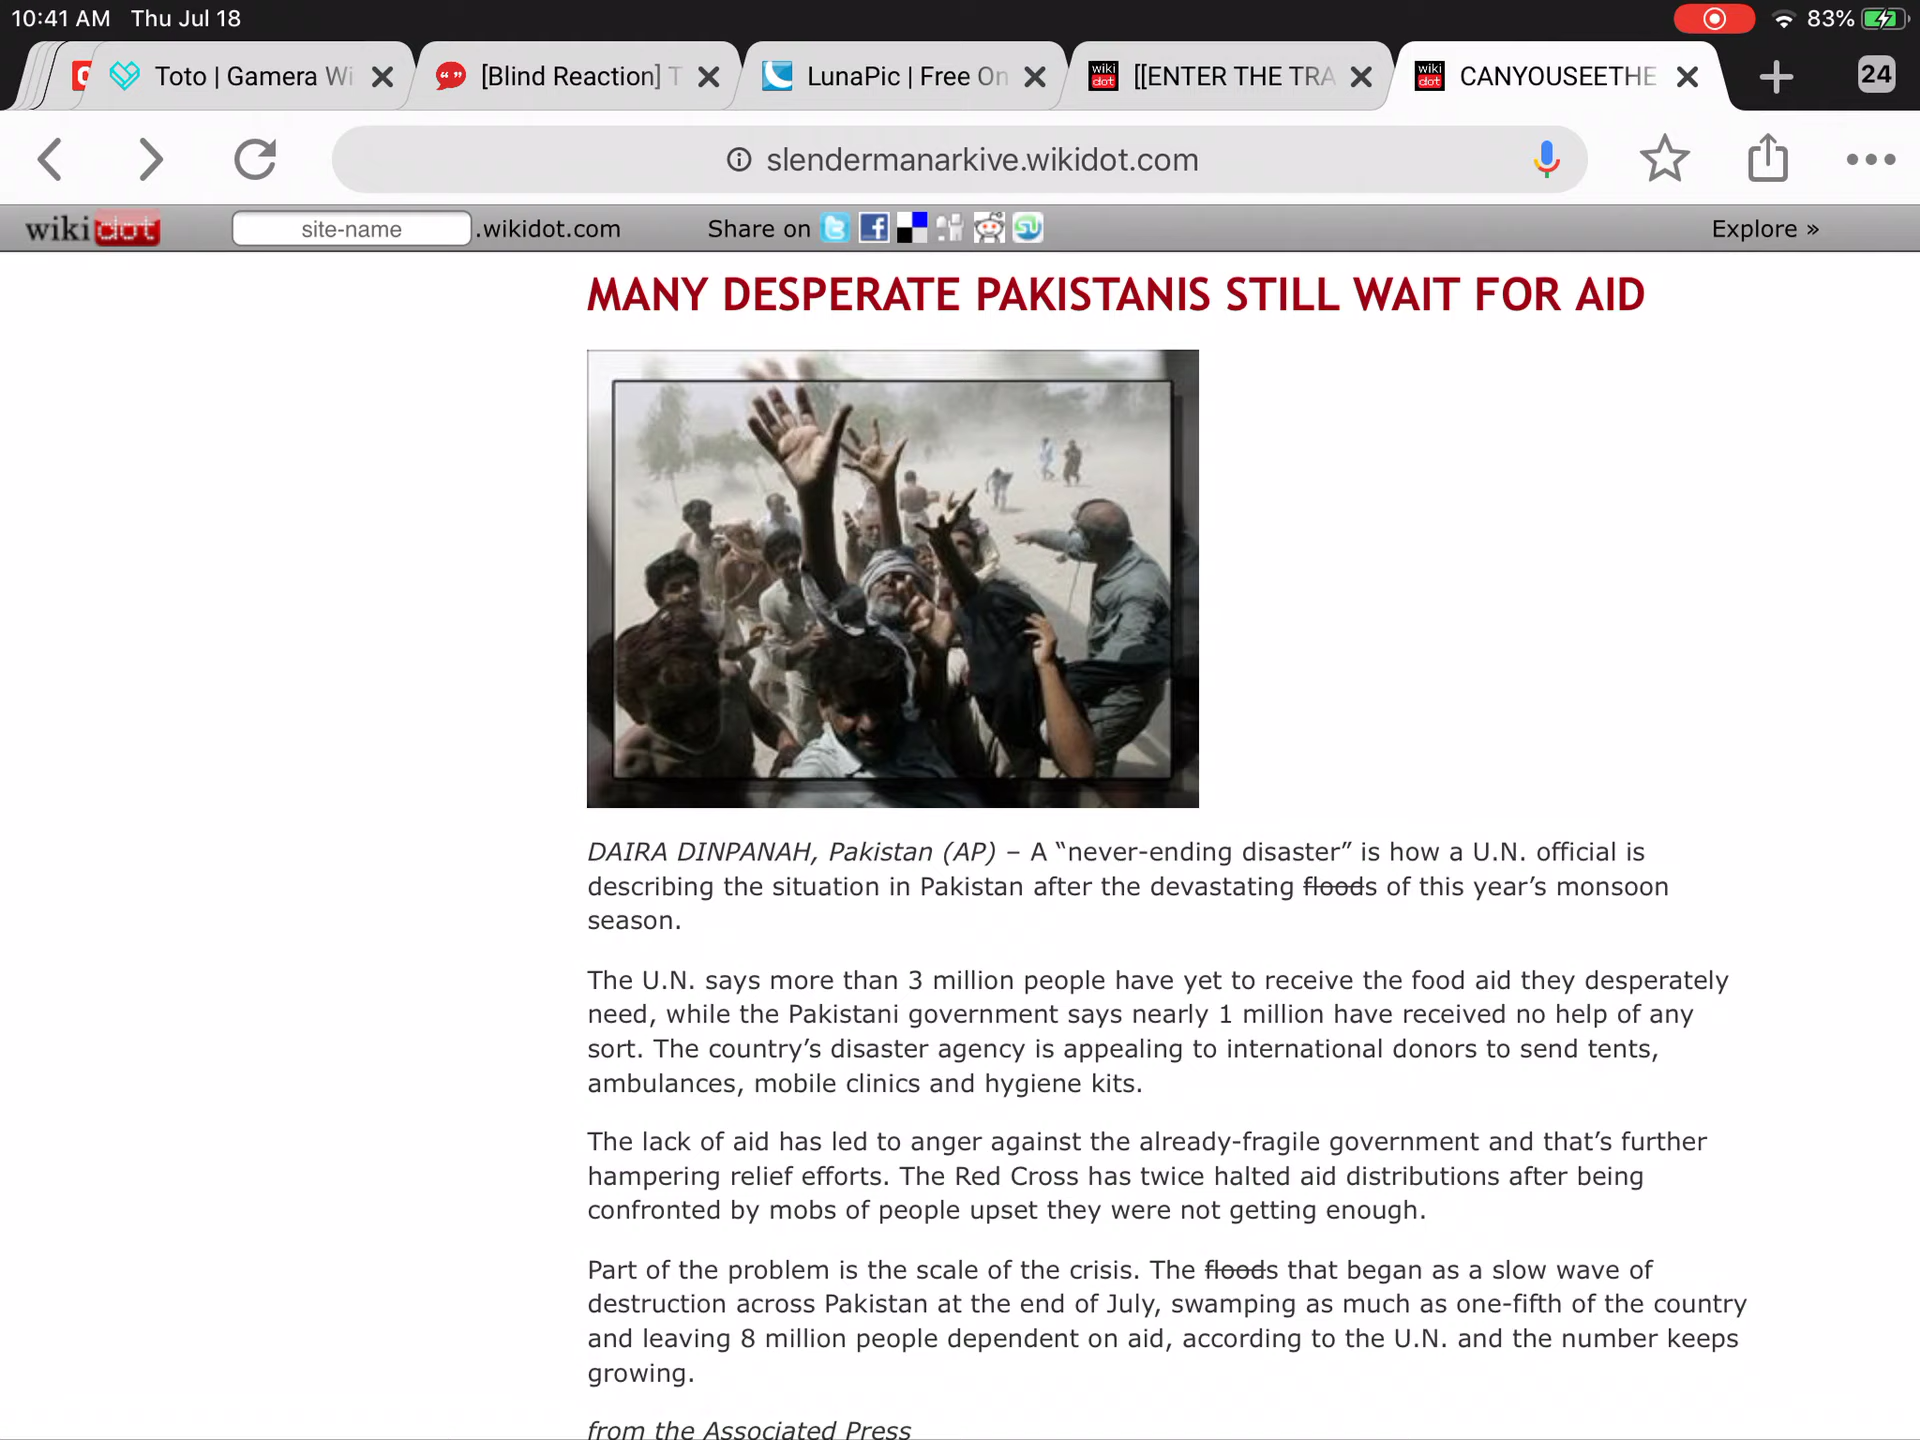 10:41 AM Thu Jul 18
83%
Toto | Gamera Wi
[Blind Reaction] T
LunaPic | Free On
[[ENTER THE TRA
CANYOUSEETHE
24
slendermanarkive.wikidot.com
wikidot
site-name .wikidot.com
Share on
Explore »
MANY DESPERATE PAKISTANIS STILL WAIT FOR AID
DAIRA DINPANAH, Pakistan (AP) – A “never-ending disaster” is how a U.N. official is
describing the situation in Pakistan after the devastating floods of this year’s monsoon
season.
The U.N. says more than 3 million people have yet to receive the food aid they desperately
need, while the Pakistani government says nearly 1 million have received no help of any
sort. The country’s disaster agency is appealing to international donors to send tents,
ambulances, mobile clinics and hygiene kits.
The lack of aid has led to anger against the already-fragile government and that’s further
hampering relief efforts. The Red Cross has twice halted aid distributions after being
confronted by mobs of people upset they were not getting enough.
Part of the problem is the scale of the crisis. The floods that began as a slow wave of
destruction across Pakistan at the end of July, swamping as much as one-fifth of the country
and leaving 8 million people dependent on aid, according to the U.N. and the number keeps
growing.
from the Associated Press